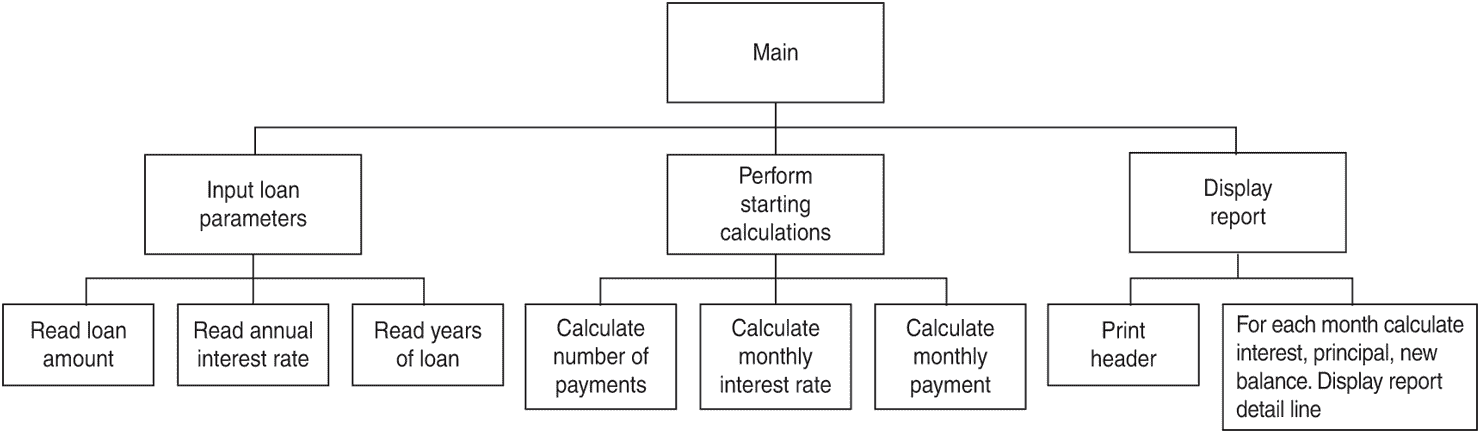 Main
Input loan
parameters
Perform
starting
calculations
Display
report
Read loan
amount
Read annual
interest rate
Read years
of loan
Calculate
number of
payments
Calculate
monthly
interest rate
Calculate
monthly
payment
Print
header
For each month calculate
interest, principal, new
balance. Display report
detail line